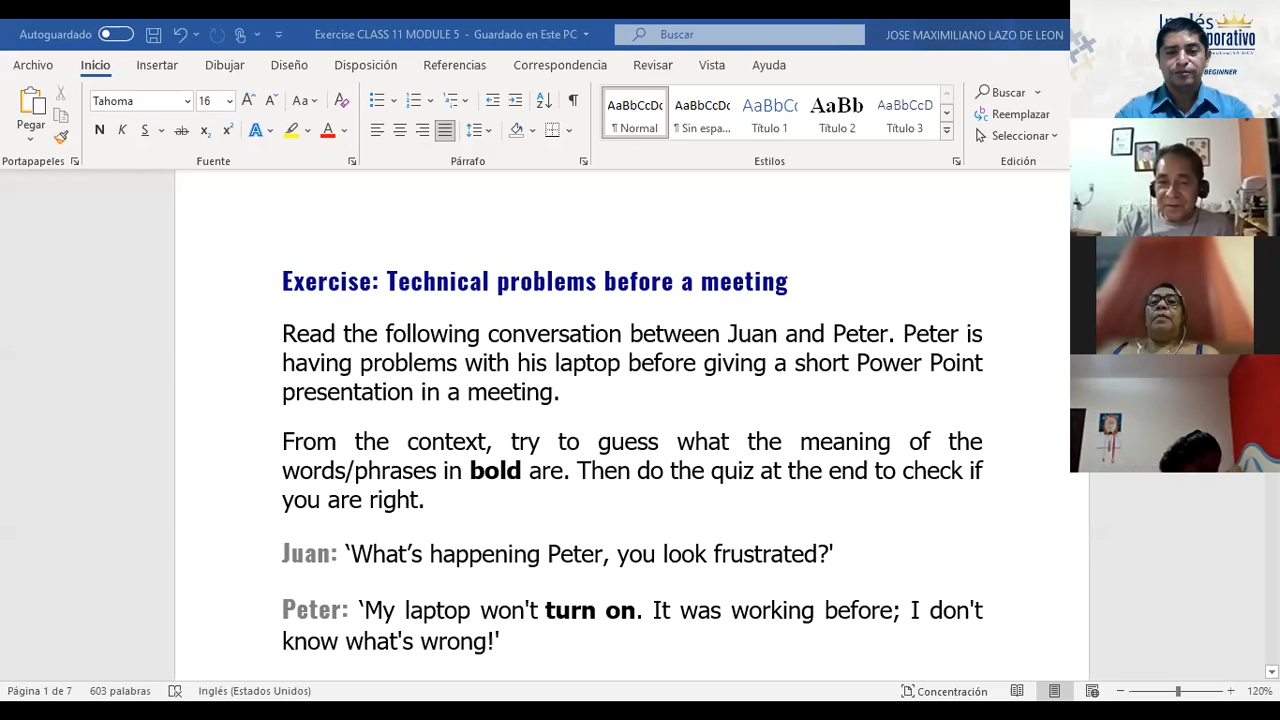 Autoguardado
Exercise CLASS 11 MODULE 5 - Guardado en Este PC
Buscar
JOSE MAXIMILIANO LAZO DE LEON
Archivo Inicio Insertar Dibujar Diseño Disposición Referencias Correspondencia Revisar Vista Ayuda
Pegar
Tahoma 16
Portapapeles Fuente Párrafo Estilos Edición
AaBbCcDc AaBbCcDc AaBbCc AaBb AaBbCcD
¶ Normal ¶ Sin espa... Título 1 Título 2 Título 3
Buscar
Reemplazar
Seleccionar
BEGINNER
Exercise: Technical problems before a meeting
Read the following conversation between Juan and Peter. Peter is
having problems with his laptop before giving a short Power Point
presentation in a meeting.
From the context, try to guess what the meaning of the
words/phrases in bold are. Then do the quiz at the end to check if
you are right.
Juan: ‘What’s happening Peter, you look frustrated?'
Peter: ‘My laptop won't turn on. It was working before; I don't
know what's wrong!'
Página 1 de 7 603 palabras Inglés (Estados Unidos) Concentración 120%